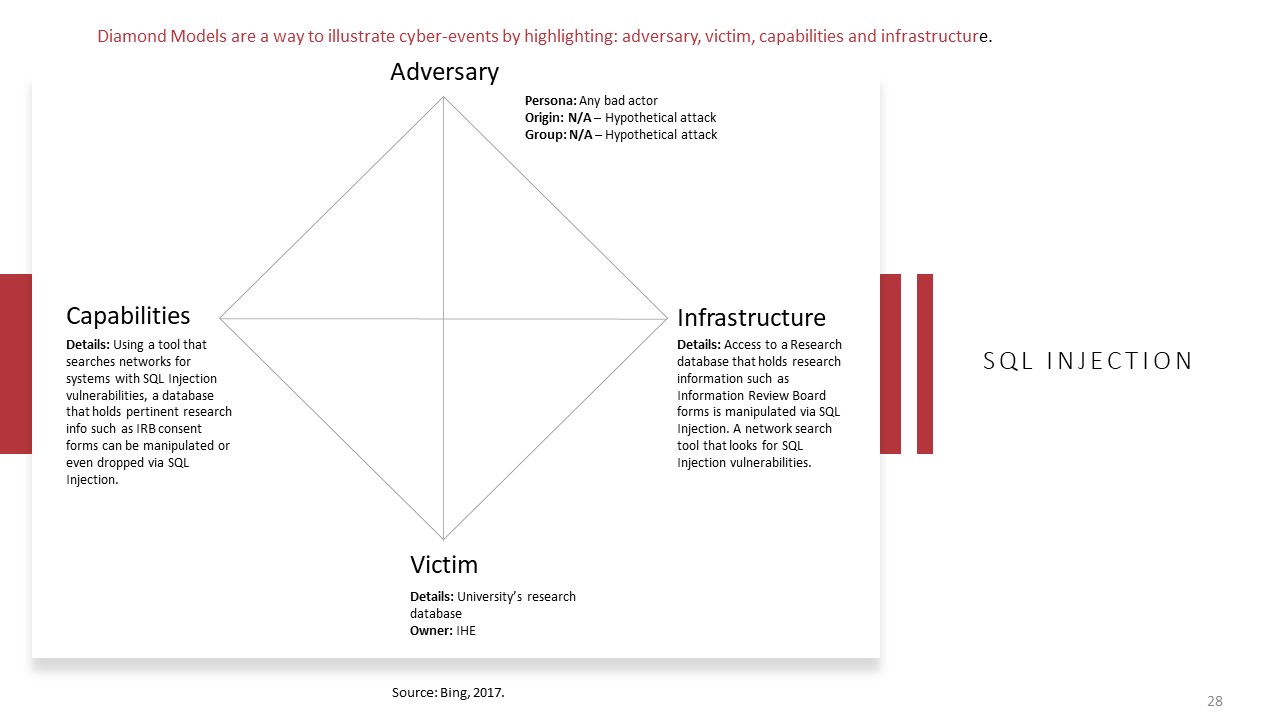 Diamond Models are a way to illustrate cyber-events by highlighting: adversary, victim, capabilities and infrastructure.
Adversary
Persona: Any bad actor
Origin: N/A – Hypothetical attack
Group: N/A – Hypothetical attack
Capabilities
Details: Using a tool that
searches networks for
systems with SQL Injection
vulnerabilities, a database
that holds pertinent research
info such as IRB consent
forms can be manipulated or
even dropped via SQL
Injection.
Infrastructure
Details: Access to a Research
database that holds research
information such as
Information Review Board
forms is manipulated via SQL
Injection. A network search
tool that looks for SQL
Injection vulnerabilities.
SQL INJECTION
Victim
Details: University’s research
database
Owner: IHE
Source: Bing, 2017.
28